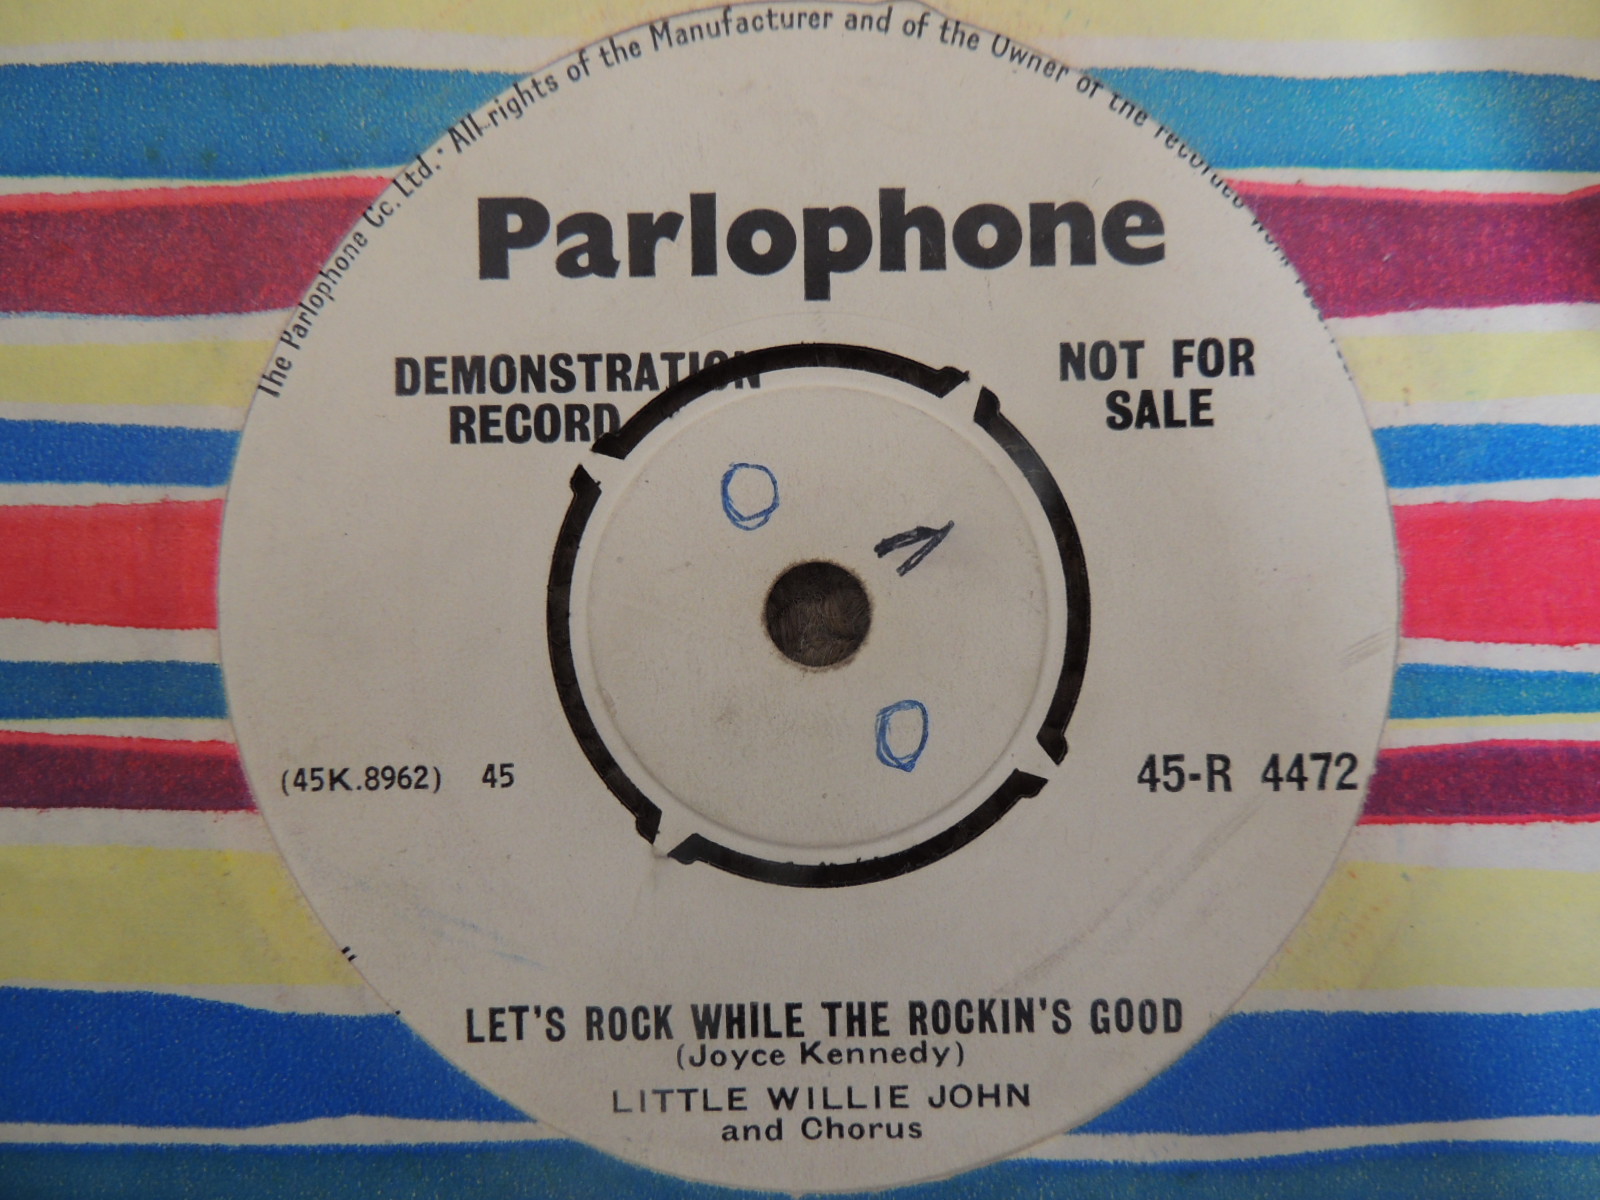 The Parlophone Co. Ltd. · All rights of the Manufacturer and of the Owner of the recorded
Parlophone
DEMONSTRATION
RECORD
NOT FOR
SALE
(45K.8962) 45
45-R 4472
LET'S ROCK WHILE THE ROCKIN'S GOOD
(Joyce Kennedy)
LITTLE WILLIE JOHN
and Chorus